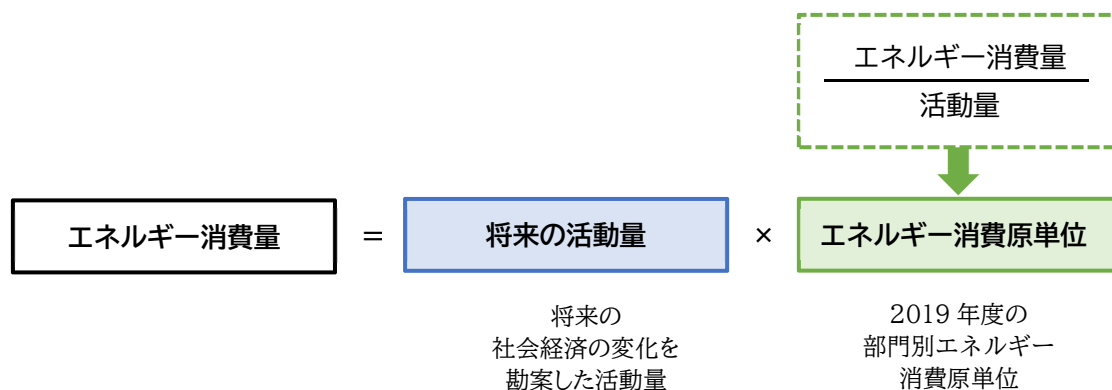 エネルギー消費量
活動量
エネルギー消費量 = 将来の活動量 × エネルギー消費原単位
将来の
社会経済の変化を
勘案した活動量
2019 年度の
部門別エネルギー
消費原単位